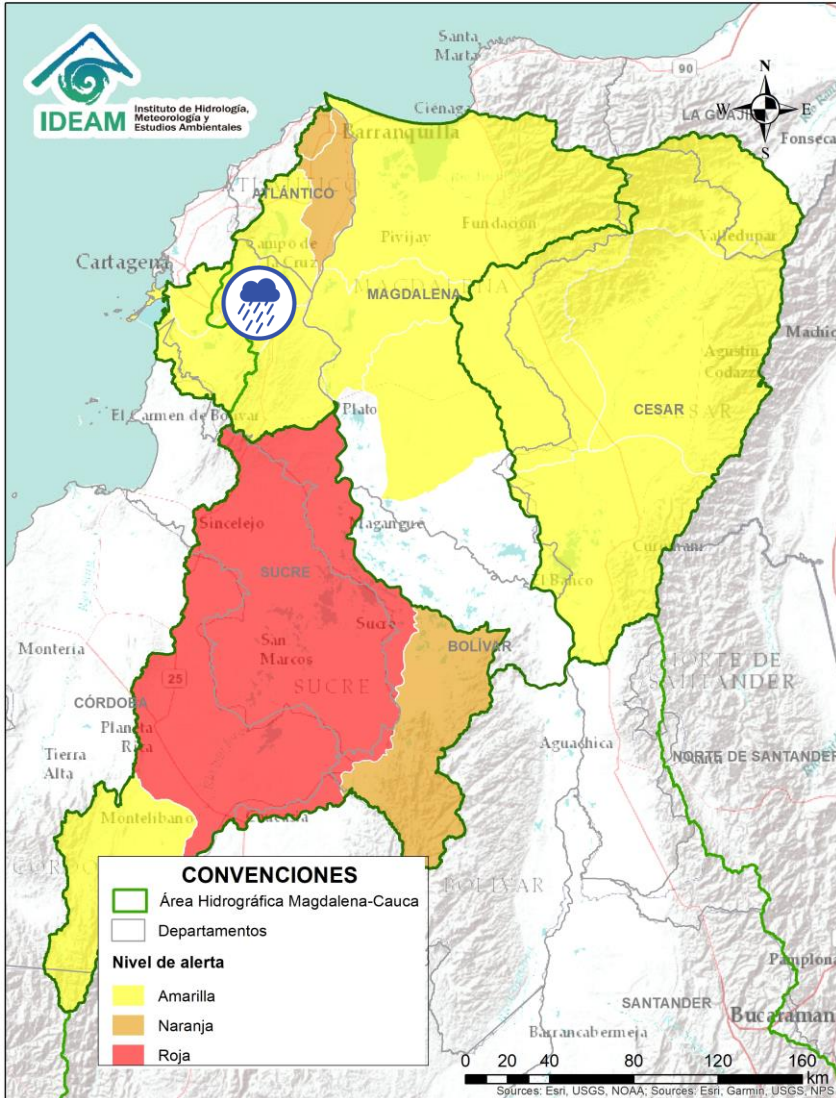 IDEAM
Instituto de Hidrología,
Meteorología y
Estudios Ambientales
Santa
Marta
90
N
W
E
S
Ciénaga
LA GUAJIRA
Fonseca
Barranquilla
ATLÁNTICO
Campo de
la Cruz
Pivijay
Fundación
Valledupar
Cartagena
MAGDALENA
Agustín
Codazzi
El Carmen de Bolívar
Plato
CESAR
Sincelejo
Magangué
SUCRE
Curumaní
El Banco
Montería
San
Marcos
Sucre
BOLÍVAR
NORTE DE
SANTANDER
SUCRE
25
CÓRDOBA
Planeta
Rica
Tierra
Alta
Aguachica
NORTE DE SANTANDER
Montelíbano
Caucasia
BOLÍVAR
CONVENCIONES
Área Hidrográfica Magdalena-Cauca
Departamentos
Nivel de alerta
Amarilla
Naranja
Roja
Pamplona
SANTANDER
Bucaraman
Barrancabermeja
0 20 40 80 120 160
km
Sources: Esri, USGS, NOAA; Sources: Esri, Garmin, USGS, NPS